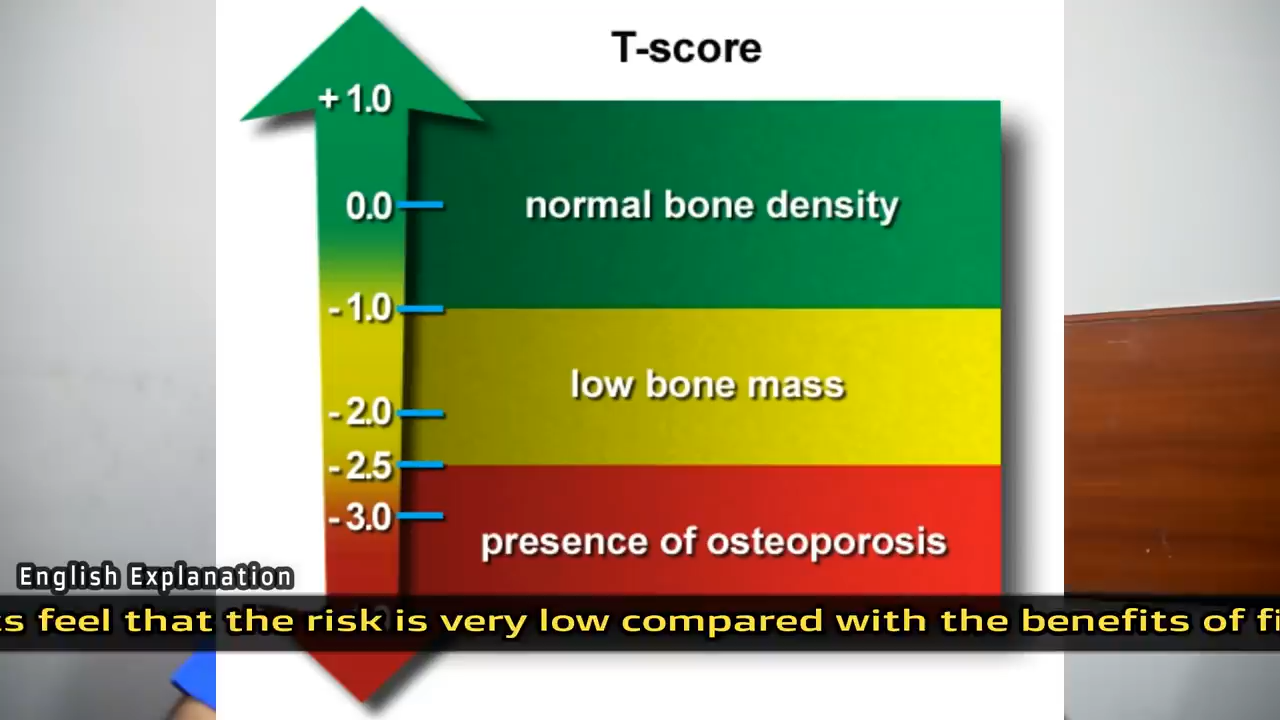 T-score
+ 1.0
0.0
normal bone density
- 1.0
low bone mass
- 2.0
- 2.5
- 3.0
presence of osteoporosis
English Explanation
feel that the risk is very low compared with the benefits of